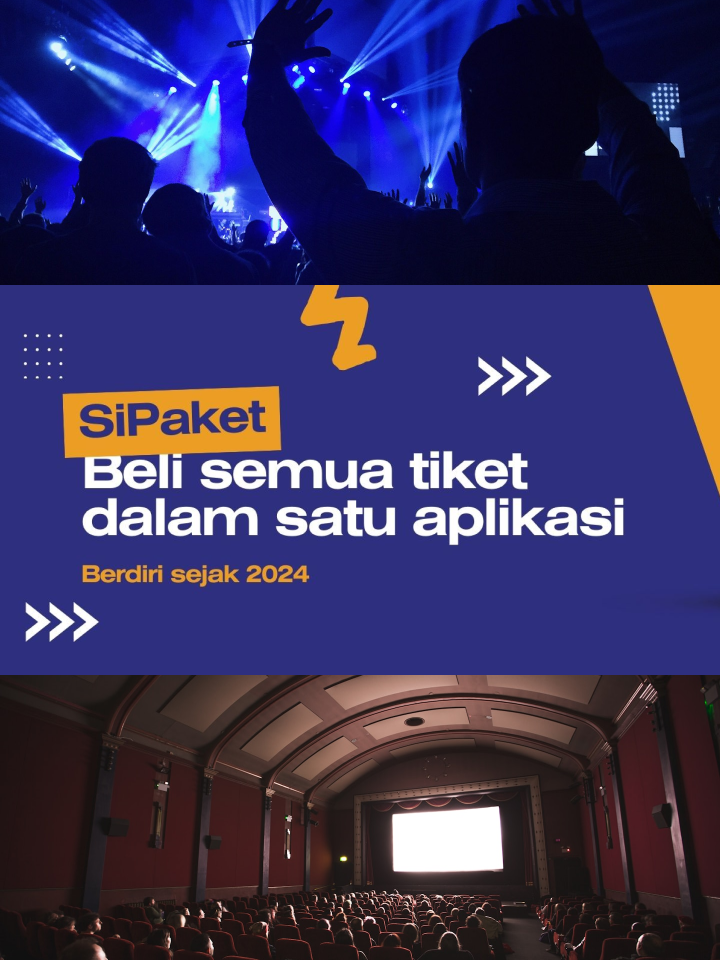 SiPaket
Beli semua tiket
dalam satu aplikasi
Berdiri sejak 2024